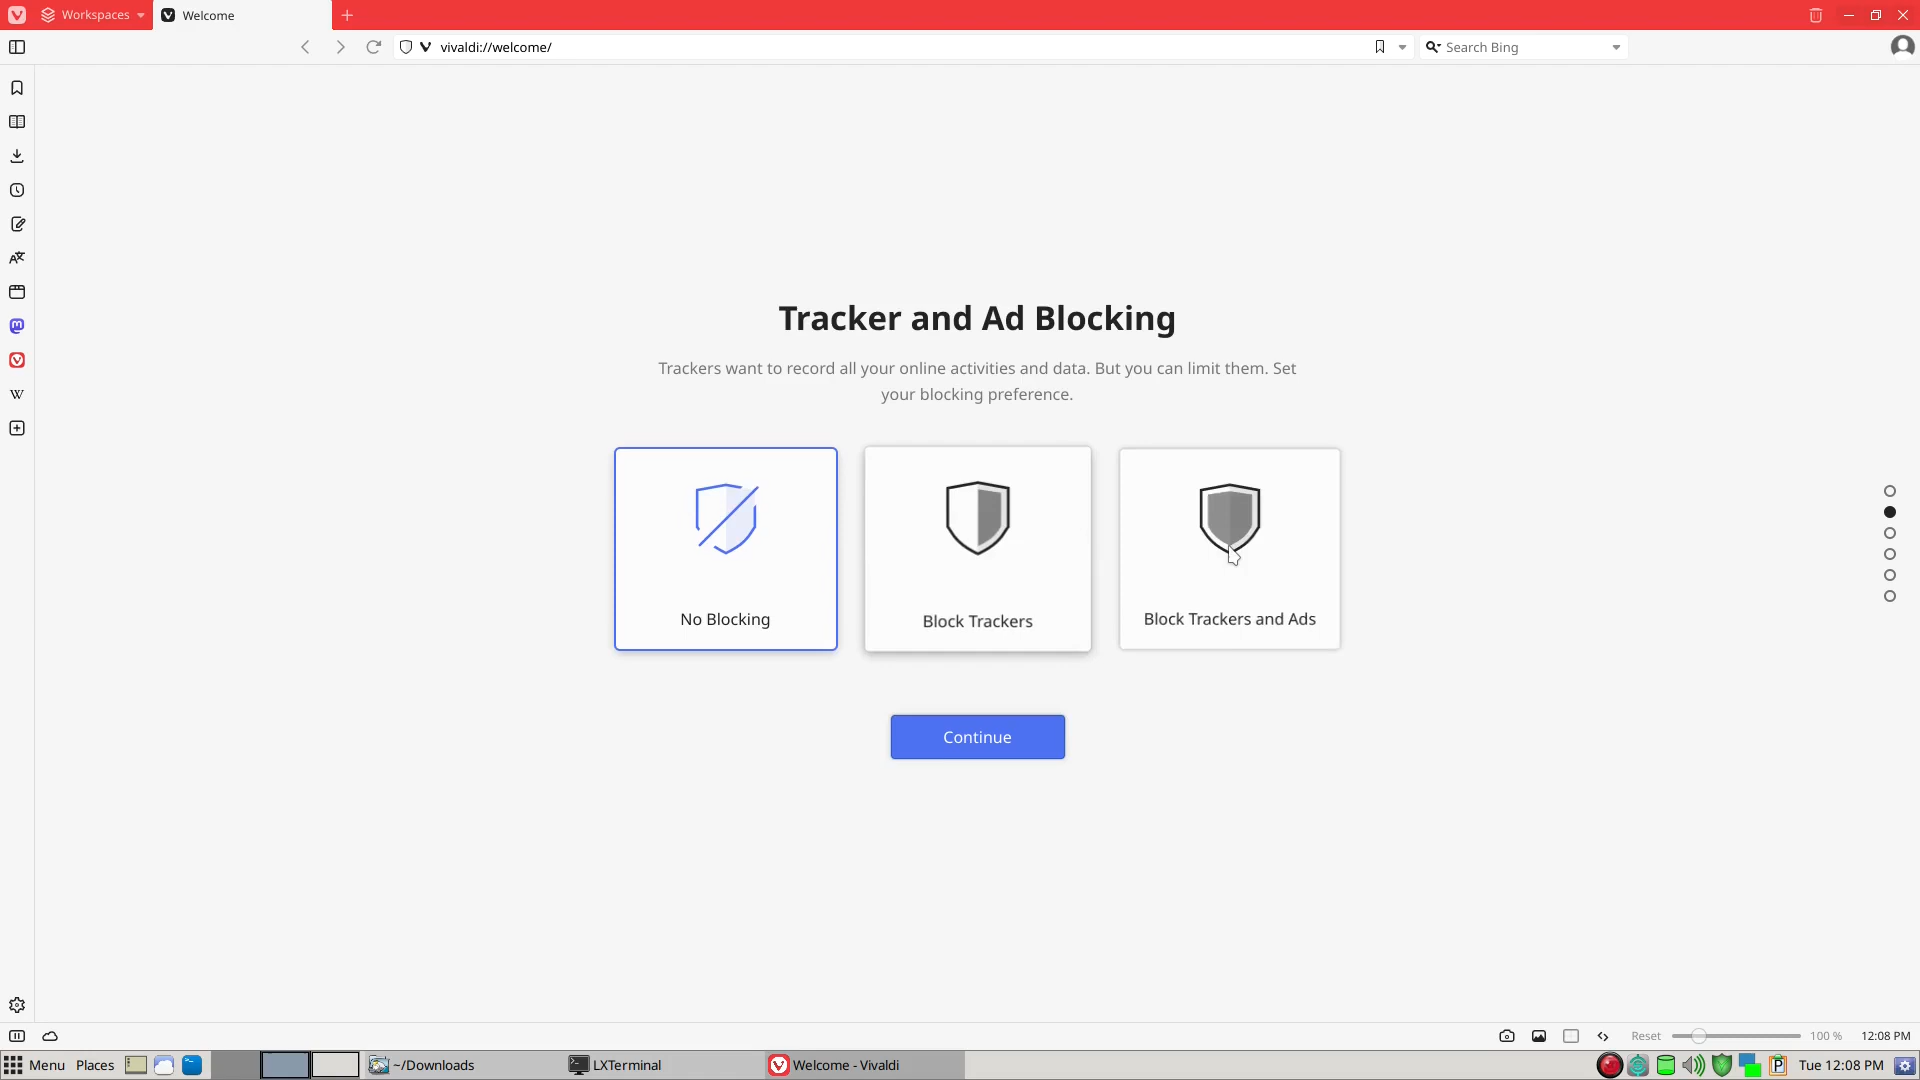 Workspaces
Welcome
vivaldi://welcome/
Search Bing
Tracker and Ad Blocking
Trackers want to record all your online activities and data. But you can limit them. Set
your blocking preference.
No Blocking
Block Trackers
Block Trackers and Ads
Continue
Reset
100 %
12:08 PM
Menu
Places
~/Downloads
LXTerminal
Welcome - Vivaldi
Tue 12:08 PM